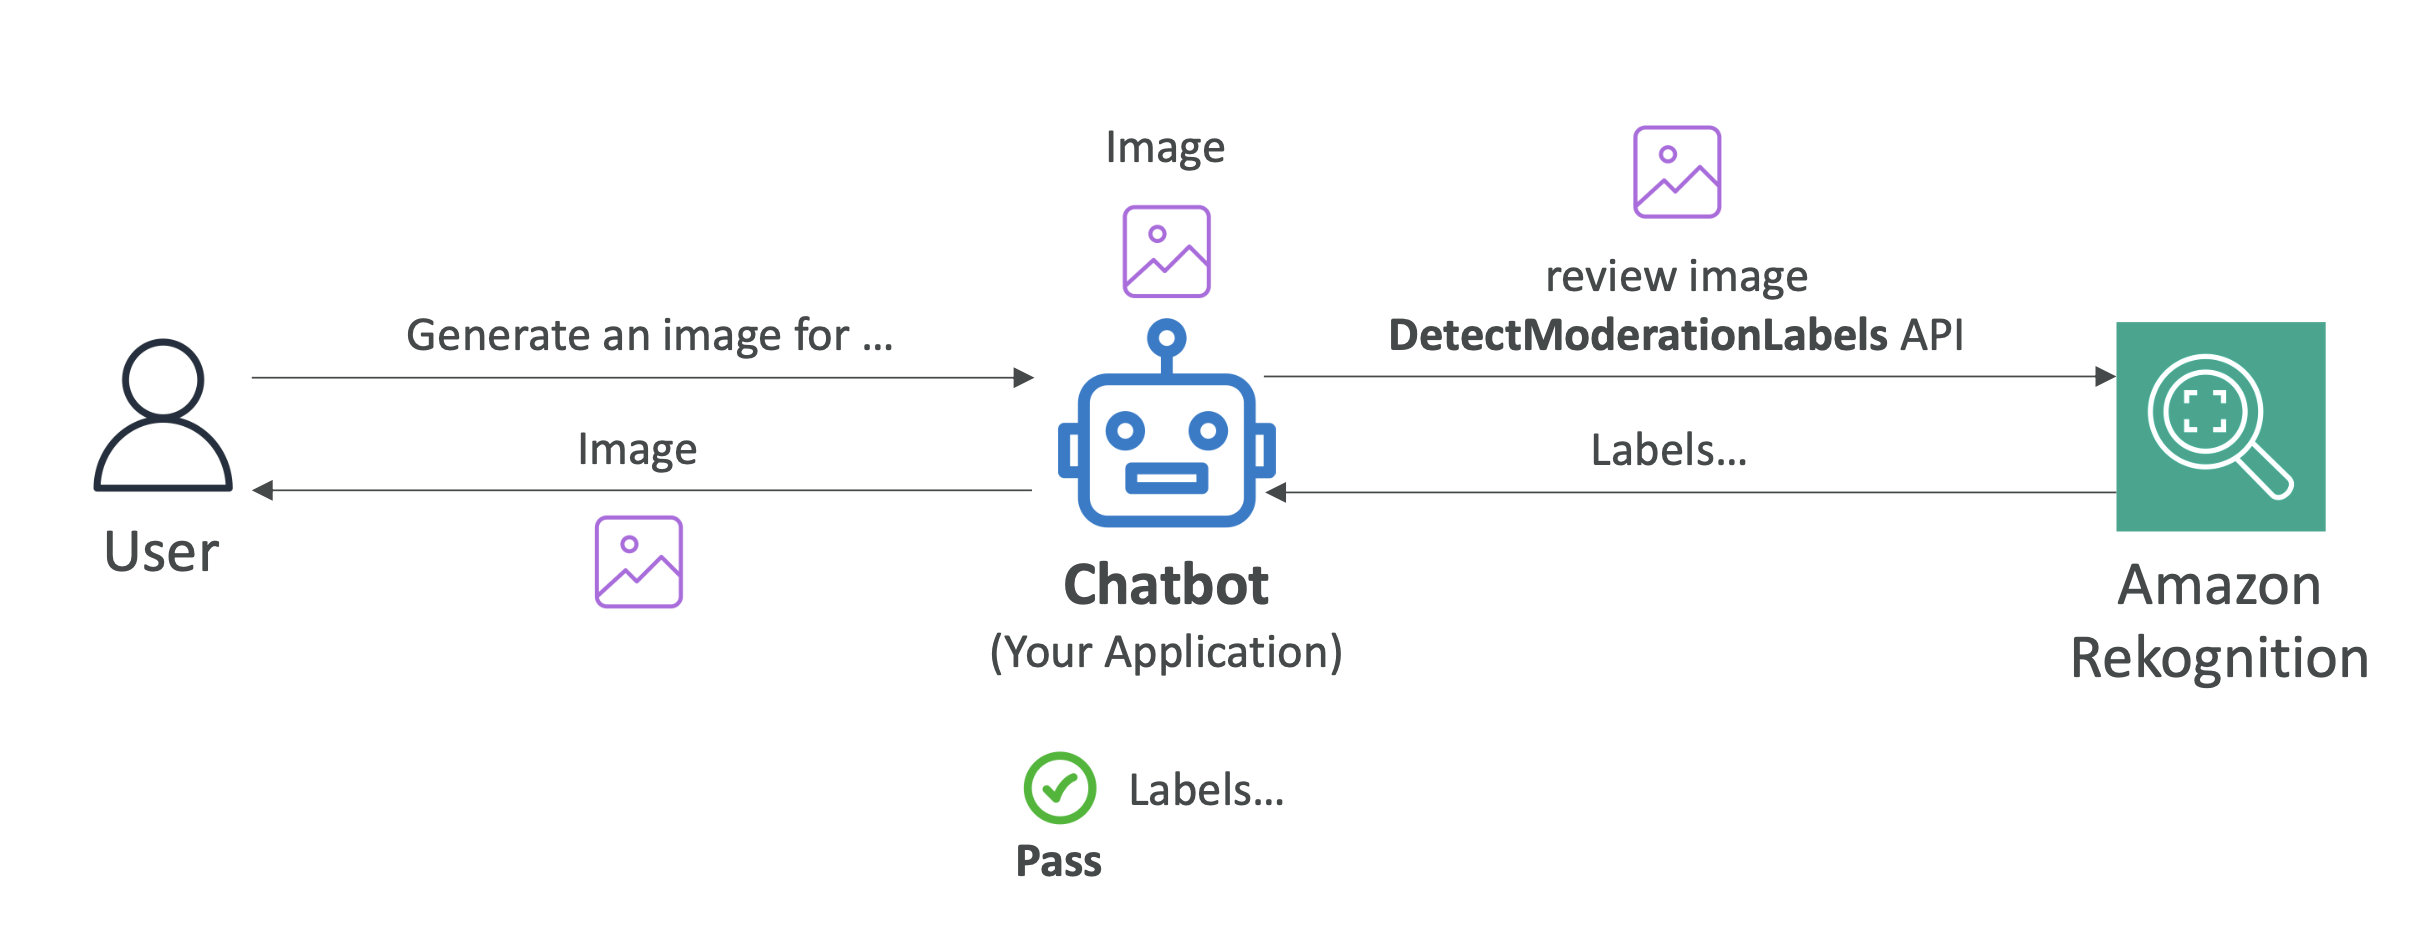 Image
review image
Generate an image for ...
DetectModerationLabels API
Image
Labels...
User
Chatbot
(Your Application)
Amazon
Rekognition
Labels...
Pass